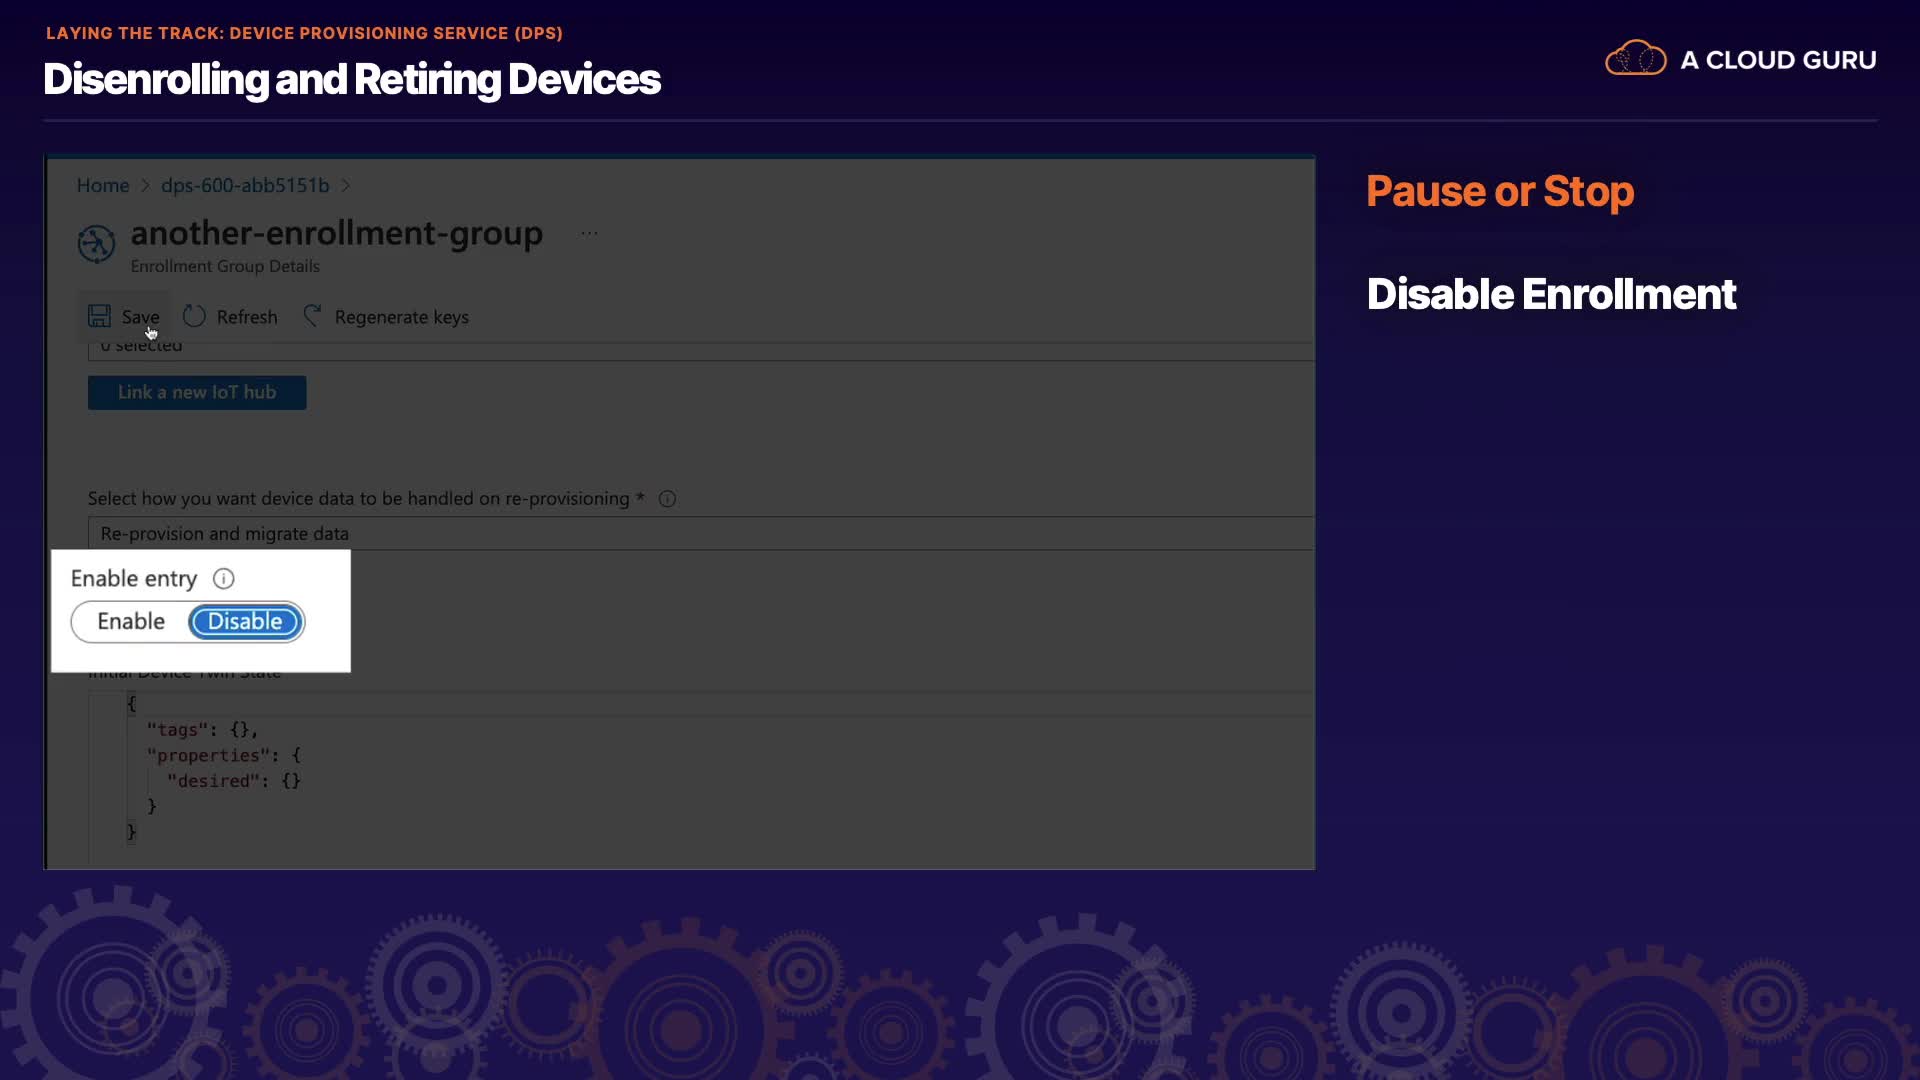 LAYING THE TRACK: DEVICE PROVISIONING SERVICE (DPS)
Disenrolling and Retiring Devices
A CLOUD GURU
Home > dps-600-abb5151b >
another-enrollment-group ...
Enrollment Group Details
Save Refresh Regenerate keys
0 selected
Link a new IoT hub
Select how you want device data to be handled on re-provisioning *
Re-provision and migrate data
Enable entry
Enable Disable
Initial Device Twin State
{
"tags": {},
"properties": {
"desired": {}
}
}
Pause or Stop
Disable Enrollment